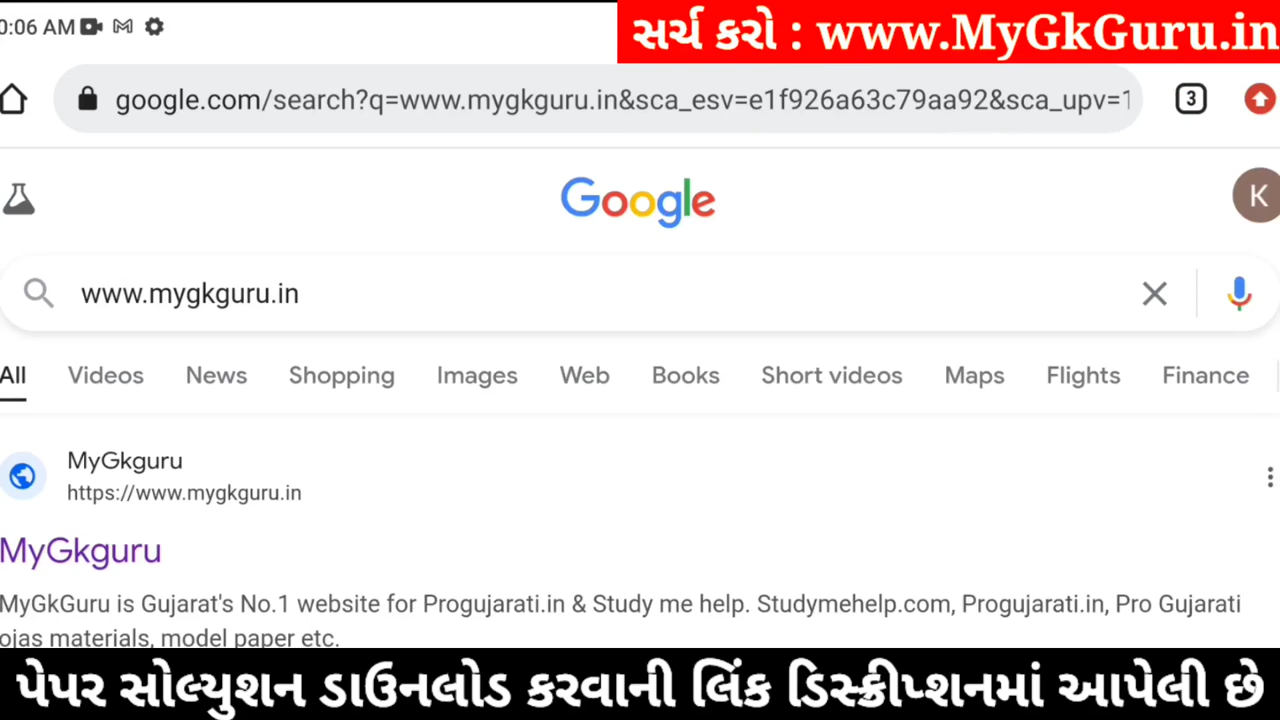 0:06 AM
સર્ચ કરો : www.MyGkGuru.in
google.com/search?q=www.mygkguru.in&sca_esv=e1f926a63c79aa92&sca_upv=1
3
Google
K
www.mygkguru.in
All Videos News Shopping Images Web Books Short videos Maps Flights Finance
MyGkguru
https://www.mygkguru.in
MyGkguru
MyGkGuru is Gujarat's No.1 website for Progujarati.in & Study me help. Studymehelp.com, Progujarati.in, Pro Gujarati
ojas materials, model paper etc.
પેપર સોલ્યુશન ડાઉનલોડ કરવાની લિંક ડિસ્ક્રીપ્શનમાં આપેલી છે